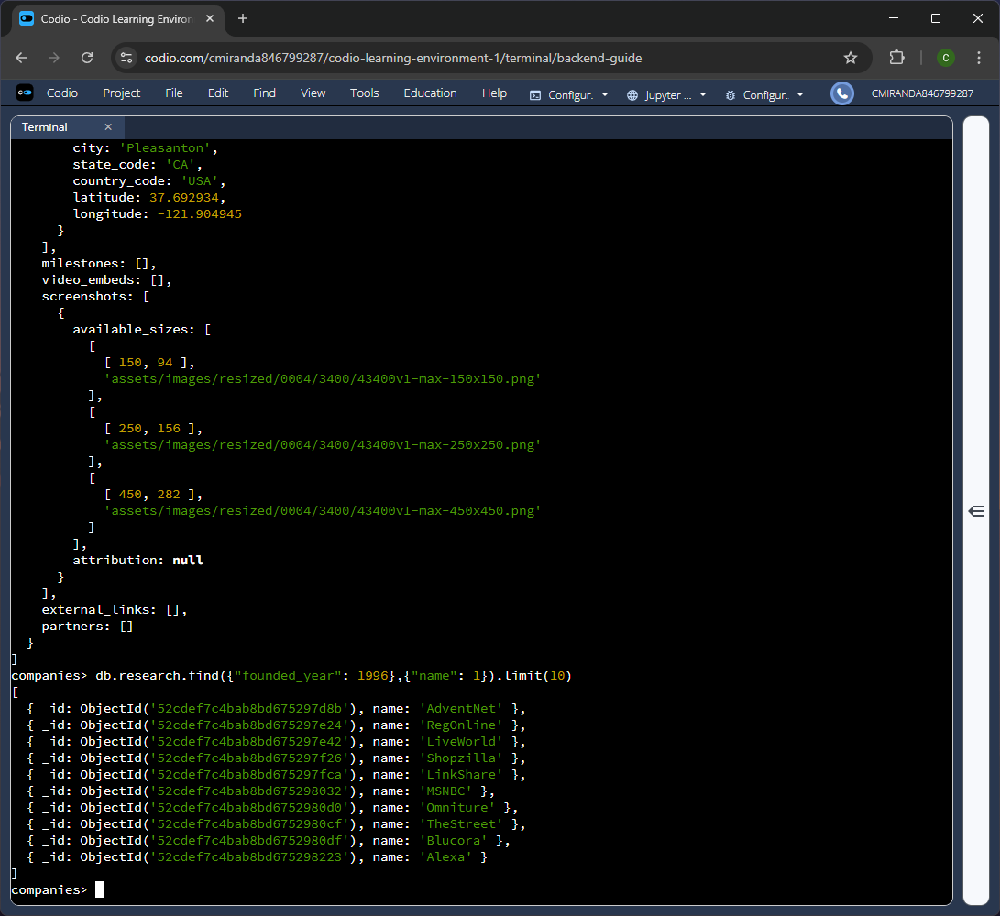 Codio - Codio Learning Environ
codio.com/cmiranda846799287/codio-learning-environment-1/terminal/backend-guide
C
Codio Project File Edit Find View Tools Education Help Configur. Jupyter ... Configur. CMIRANDA846799287
Terminal
city: 'Pleasanton',
state_code: 'CA',
country_code: 'USA',
latitude: 37.692934,
longitude: -121.904945
}
],
milestones: [],
video_embeds: [],
screenshots: [
{
available_sizes: [
[
[ 150, 94 ],
'assets/images/resized/0004/3400/43400v1-max-150x150.png'
],
[
[ 250, 156 ],
'assets/images/resized/0004/3400/43400v1-max-250x250.png'
],
[
[ 450, 282 ],
'assets/images/resized/0004/3400/43400v1-max-450x450.png'
]
],
attribution: null
}
],
external_links: [],
partners: []
}
]
companies> db.research.find({"founded_year": 1996},{"name": 1}).limit(10)
[
{ _id: ObjectId('52cdef7c4bab8bd675297d8b'), name: 'AdventNet' },
{ _id: ObjectId('52cdef7c4bab8bd675297e24'), name: 'RegOnline' },
{ _id: ObjectId('52cdef7c4bab8bd675297e42'), name: 'LiveWorld' },
{ _id: ObjectId('52cdef7c4bab8bd675297f26'), name: 'Shopzilla' },
{ _id: ObjectId('52cdef7c4bab8bd675297fca'), name: 'LinkShare' },
{ _id: ObjectId('52cdef7c4bab8bd675298032'), name: 'MSNBC' },
{ _id: ObjectId('52cdef7c4bab8bd6752980d0'), name: 'Omniture' },
{ _id: ObjectId('52cdef7c4bab8bd6752980cf'), name: 'TheStreet' },
{ _id: ObjectId('52cdef7c4bab8bd6752980df'), name: 'Blucora' },
{ _id: ObjectId('52cdef7c4bab8bd675298223'), name: 'Alexa' }
]
companies>